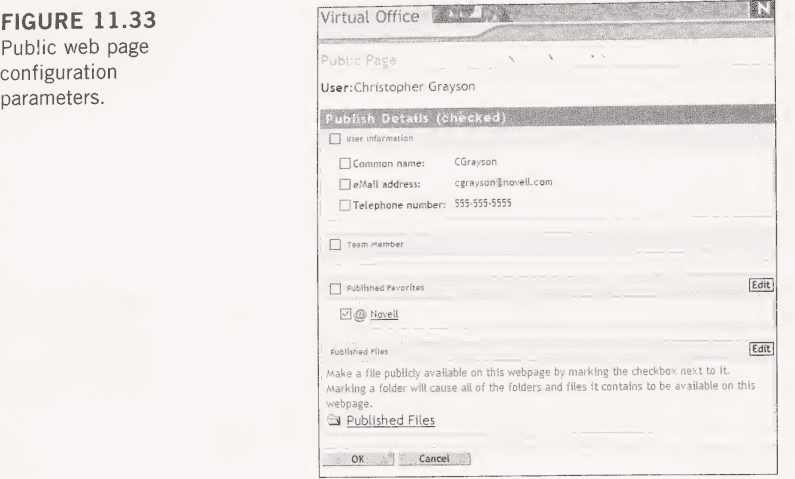 FIGURE 11.33
Public web page
configuration
parameters.
Virtual Office
N
Public Page
User:Christopher Grayson
Publish Details (checked)
User Information
Common name: CGrayson
eMail address: cgrayson@novell.com
Telephone number: 555-555-5555
Team Member
Published Favorites Edit
@ Novell
Published Files Edit
Make a file publicly available on this webpage by marking the checkbox next to it.
Marking a folder will cause all of the folders and files it contains to be available on this
webpage.
Published Files
OK Cancel